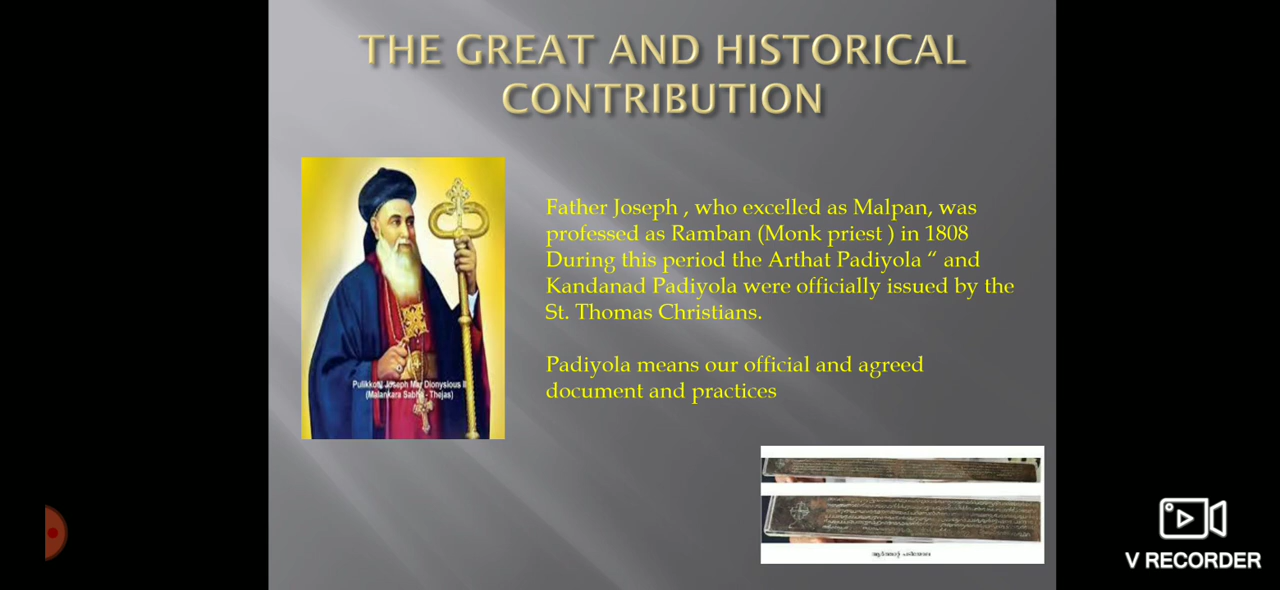 THE GREAT AND HISTORICAL
CONTRIBUTION
Father Joseph , who excelled as Malpan, was
professed as Ramban (Monk priest ) in 1808
During this period the Arthat Padiyola “ and
Kandanad Padiyola were officially issued by the
St. Thomas Christians.
Padiyola means our official and agreed
document and practices
Pulikkottil Joseph Mar Dionysious II
(Malankara Sabha - Thejas)
V RECORDER